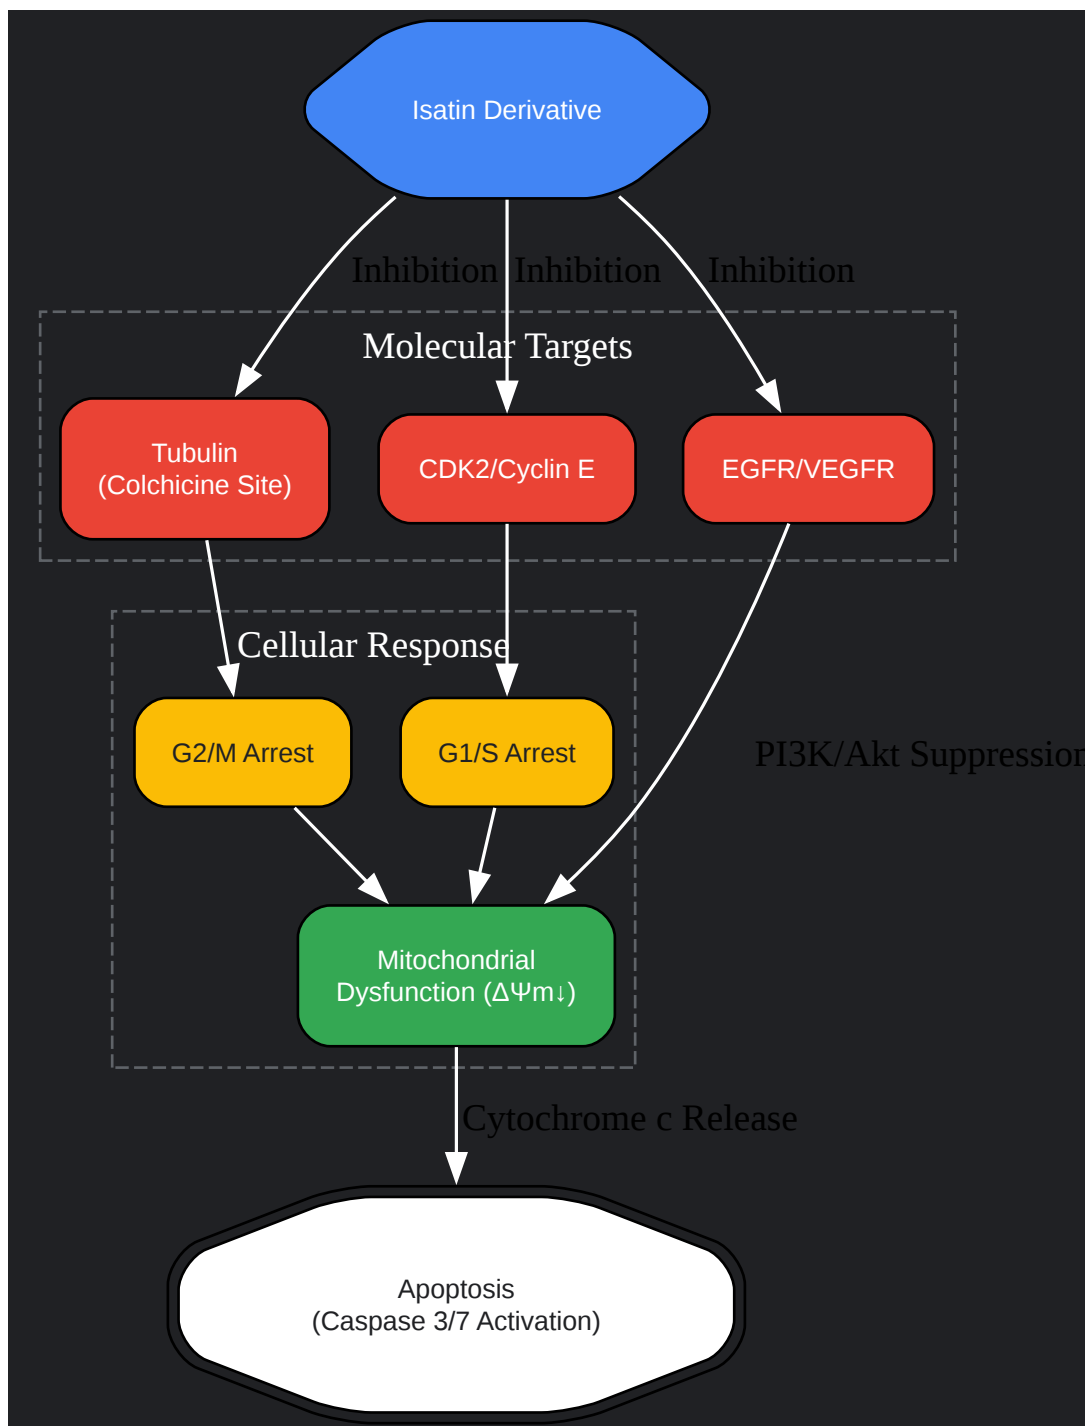 Isatin Derivative
Inhibition
Inhibition
Inhibition
Molecular Targets
Tubulin
(Colchicine Site)
CDK2/Cyclin E
EGFR/VEGFR
Cellular Response
G2/M Arrest
G1/S Arrest
PI3K/Akt Suppression
Mitochondrial
Dysfunction (ΔΨm↓)
Cytochrome c Release
Apoptosis
(Caspase 3/7 Activation)